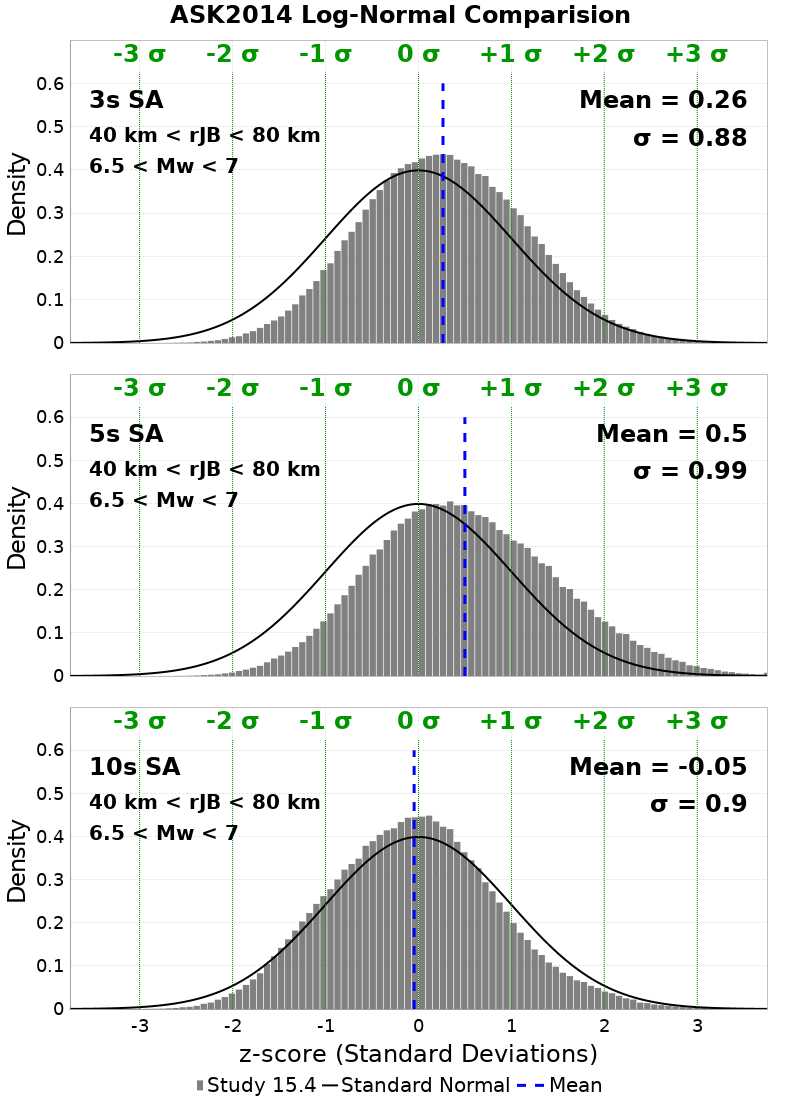 ASK2014 Log-Normal Comparision
-3 σ -2 σ -1 σ 0 σ +1 σ +2 σ +3 σ
0.6
3s SA Mean = 0.26
0.5
40 km < rJB < 80 km σ = 0.88
6.5 < Mw < 7
0.4
0.3
0.2
0.1
0
Density
-3 σ -2 σ -1 σ 0 σ +1 σ +2 σ +3 σ
0.6
5s SA Mean = 0.5
0.5
40 km < rJB < 80 km σ = 0.99
6.5 < Mw < 7
0.4
0.3
0.2
0.1
0
Density
-3 σ -2 σ -1 σ 0 σ +1 σ +2 σ +3 σ
0.6
10s SA Mean = -0.05
0.5
40 km < rJB < 80 km σ = 0.9
6.5 < Mw < 7
0.4
0.3
0.2
0.1
0
Density
-3 -2 -1 0 1 2 3
z-score (Standard Deviations)
Study 15.4 Standard Normal Mean